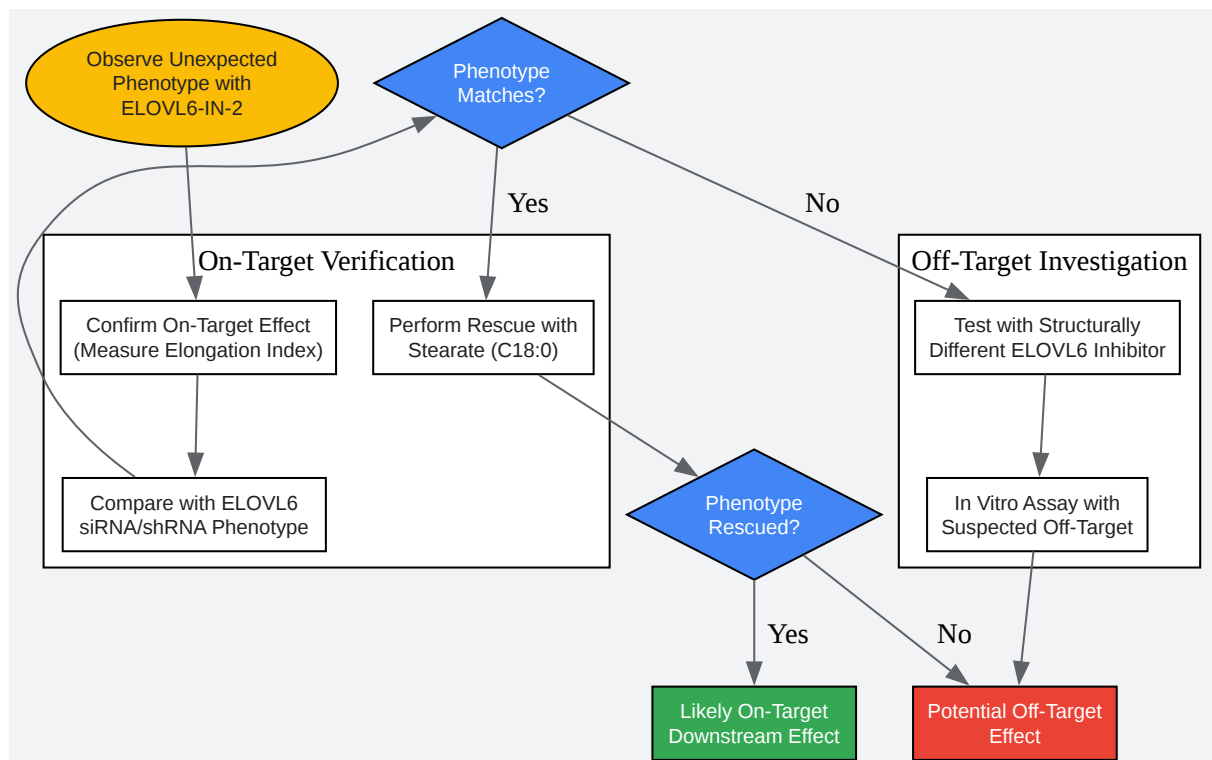 Observe Unexpected
Phenotype with
ELOVL6-IN-2
Phenotype
Matches?
Yes
No
On-Target Verification
Off-Target Investigation
Confirm On-Target Effect
(Measure Elongation Index)
Perform Rescue with
Stearate (C18:0)
Test with Structurally
Different ELOVL6 Inhibitor
Compare with ELOVL6
siRNA/shRNA Phenotype
Phenotype
Rescued?
In Vitro Assay with
Suspected Off-Target
Yes
No
Likely On-Target
Downstream Effect
Potential Off-Target
Effect